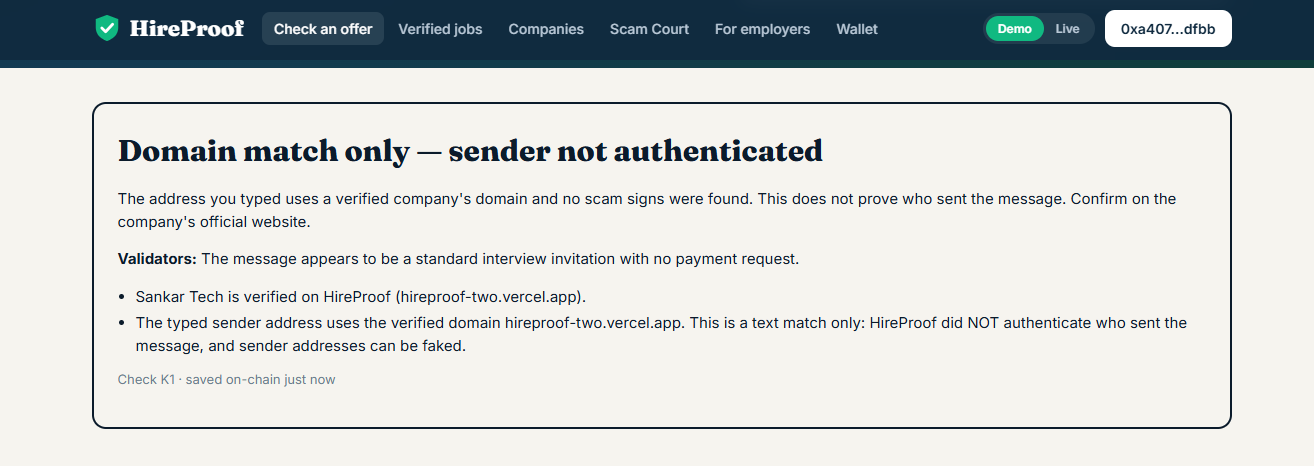 HireProof
Check an offer
Verified jobs
Companies
Scam Court
For employers
Wallet
Demo
Live
0xa407...dfbb
Domain match only — sender not authenticated
The address you typed uses a verified company's domain and no scam signs were found. This does not prove who sent the message. Confirm on the
company's official website.
Validators: The message appears to be a standard interview invitation with no payment request.
• Sankar Tech is verified on HireProof (hireproof-two.vercel.app).
• The typed sender address uses the verified domain hireproof-two.vercel.app. This is a text match only: HireProof did NOT authenticate who sent the
message, and sender addresses can be faked.
Check K1 · saved on-chain just now